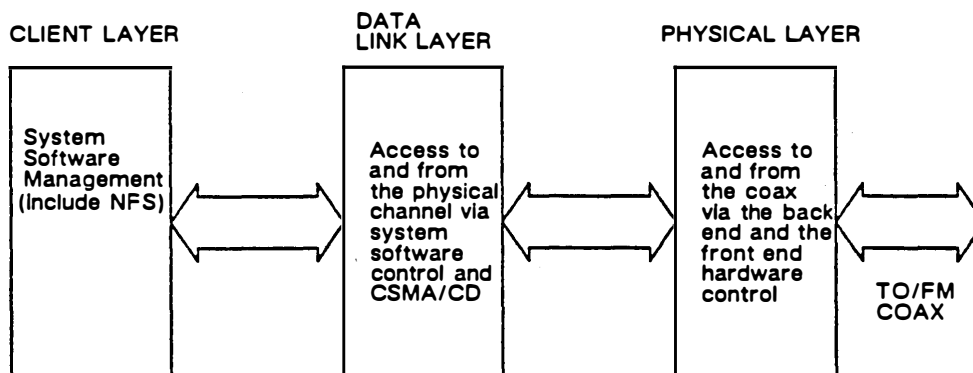 CLIENT LAYER
DATA
LINK LAYER
PHYSICAL LAYER
System
Software
Management
(Include NFS)
Access to
and from
the physical
channel via
system
software
control and
CSMA/CD
Access to
and from
the coax
via the back
end and the
front end
hardware
control
TO/FM
COAX